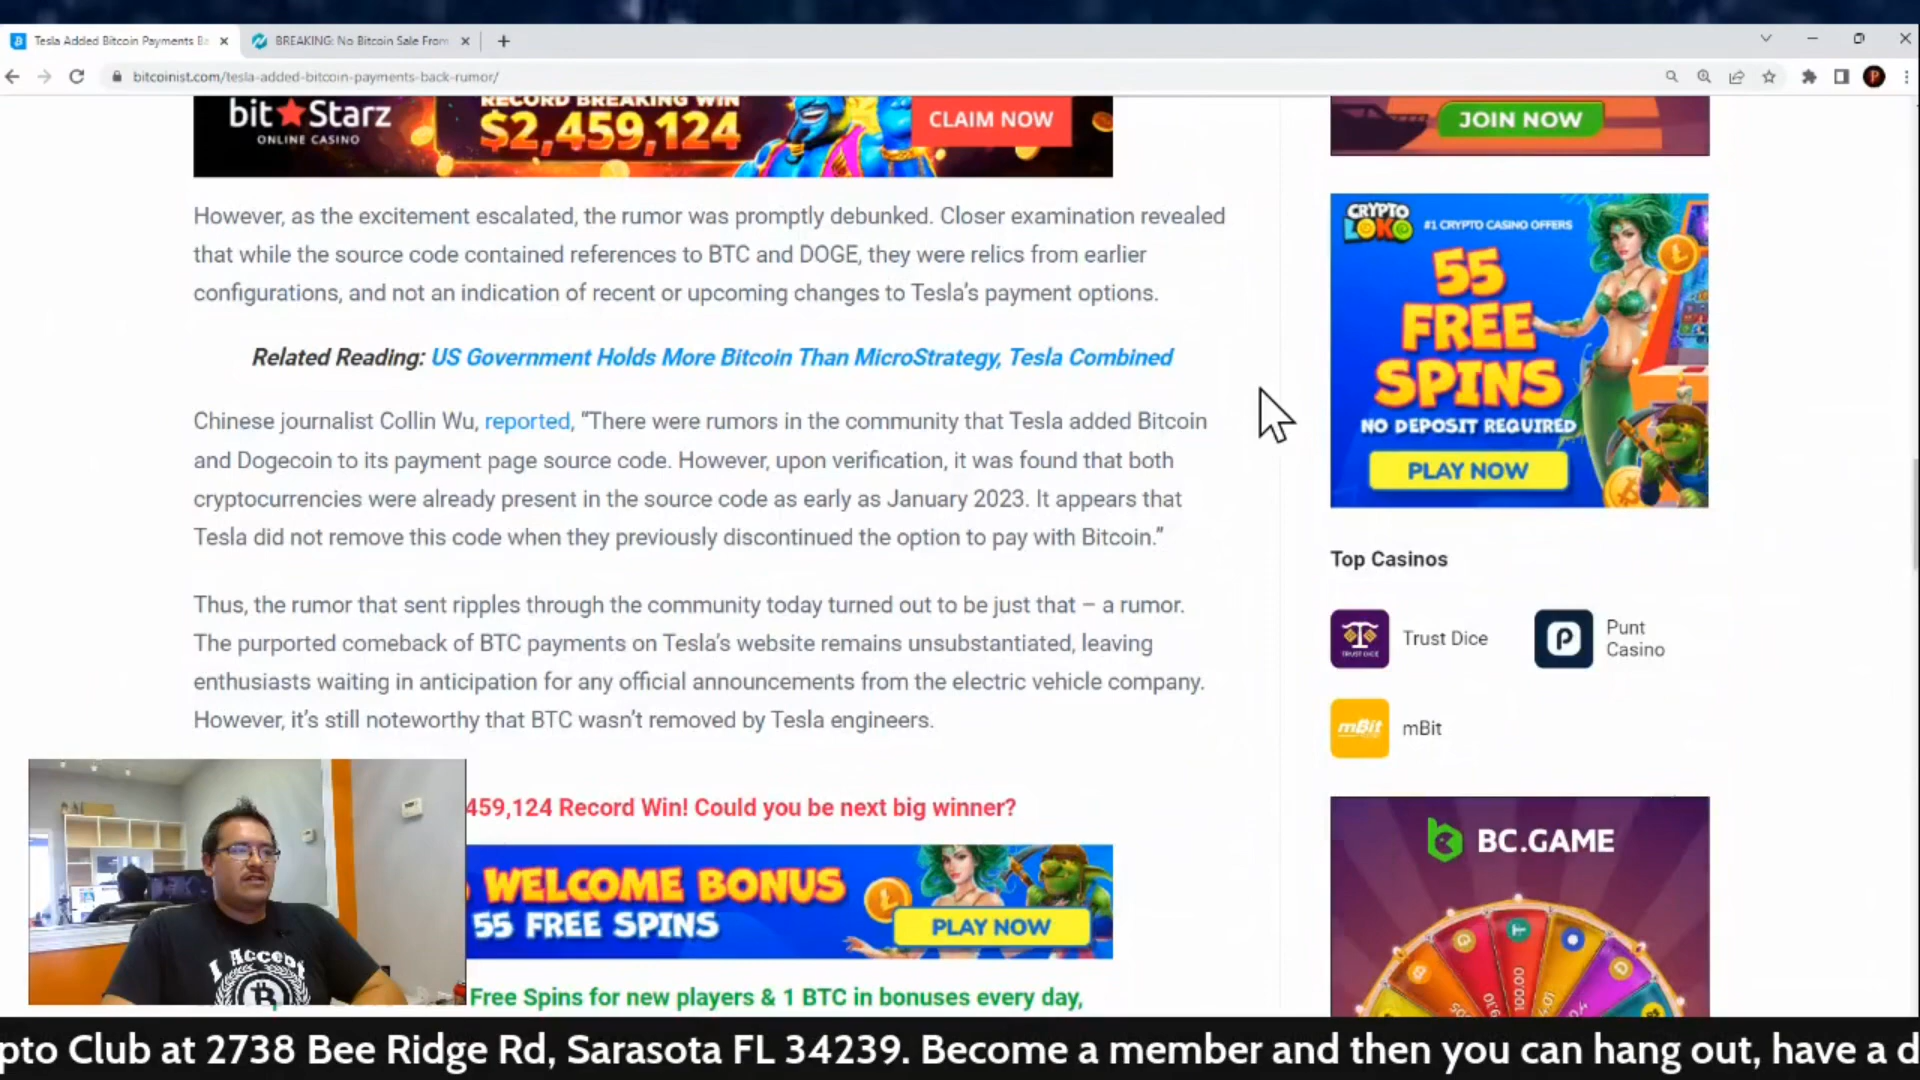 Tesla Added Bitcoin Payments Ba
BREAKING: No Bitcoin Sale From
bitcoinist.com/tesla-added-bitcoin-payments-back-rumor/
bit Starz
ONLINE CASINO
RECORD BREAKING WIN
$2,459,124
CLAIM NOW
JOIN NOW
However, as the excitement escalated, the rumor was promptly debunked. Closer examination revealed
that while the source code contained references to BTC and DOGE, they were relics from earlier
configurations, and not an indication of recent or upcoming changes to Tesla's payment options.
Related Reading: US Government Holds More Bitcoin Than MicroStrategy, Tesla Combined
Chinese journalist Collin Wu, reported, “There were rumors in the community that Tesla added Bitcoin
and Dogecoin to its payment page source code. However, upon verification, it was found that both
cryptocurrencies were already present in the source code as early as January 2023. It appears that
Tesla did not remove this code when they previously discontinued the option to pay with Bitcoin.”
Thus, the rumor that sent ripples through the community today turned out to be just that – a rumor.
The purported comeback of BTC payments on Tesla's website remains unsubstantiated, leaving
enthusiasts waiting in anticipation for any official announcements from the electric vehicle company.
However, it's still noteworthy that BTC wasn't removed by Tesla engineers.
459,124 Record Win! Could you be next big winner?
WELCOME BONUS
55 FREE SPINS
PLAY NOW
Free Spins for new players & 1 BTC in bonuses every day,
CRYPTO
LOKO
#1 CRYPTO CASINO OFFERS
55
FREE
SPINS
NO DEPOSIT REQUIRED
PLAY NOW
Top Casinos
TRUST DICE
Trust Dice
P
Punt
Casino
mBit
mBit
BC.GAME
100.00
I Accept
pto Club at 2738 Bee Ridge Rd, Sarasota FL 34239. Become a member and then you can hang out, have a d